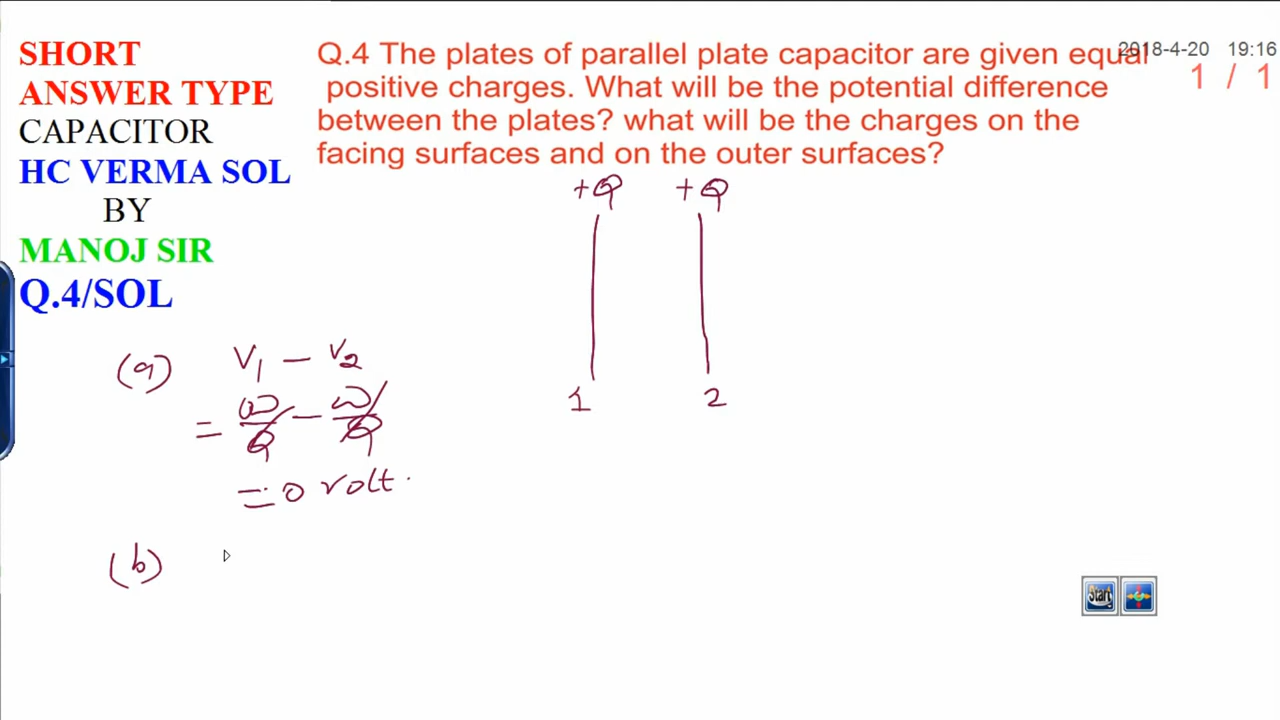 SHORT
ANSWER TYPE
CAPACITOR
HC VERMA SOL
BY
MANOJ SIR
Q.4/SOL
Q.4 The plates of parallel plate capacitor are given equal
positive charges. What will be the potential difference
between the plates? what will be the charges on the
facing surfaces and on the outer surfaces?
2018-4-20 19:16
1 / 1
+Q +Q
1 2
(a) V1 - V2
= W/Q - W/Q
= 0 volt.
(b)
Start